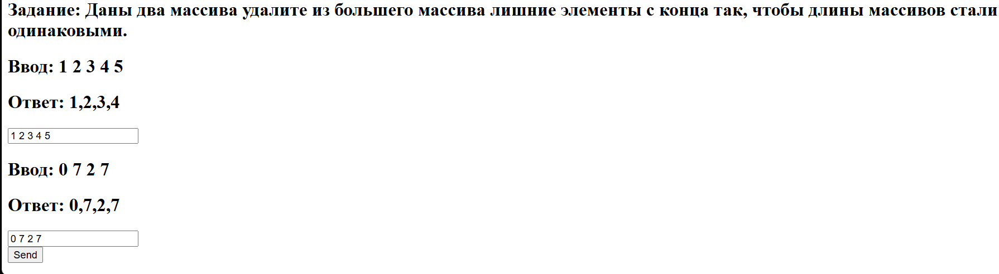 Задание: Даны два массива удалите из большего массива лишние элементы с конца так, чтобы длины массивов стали
одинаковыми.
Ввод: 1 2 3 4 5
Ответ: 1,2,3,4
1 2 3 4 5
Ввод: 0 7 2 7
Ответ: 0,7,2,7
0 7 2 7
Send